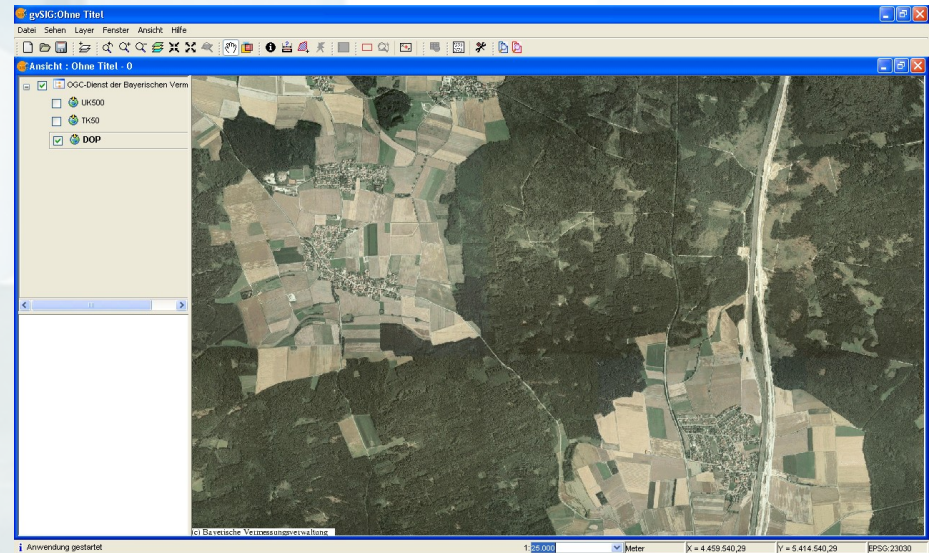 gvSIG:Ohne Titel
Datei Sehen Layer Fenster Ansicht Hilfe
Ansicht : Ohne Titel - 0
OGC-Dienst der Bayerischen Verm
UK500
TK50
DOP
(c) Bayerische Vermessungsverwaltung
Anwendung gestartet
1: 25.000
Meter
X = 4.459.540,29
Y = 5.414.540,29
EPSG:23030